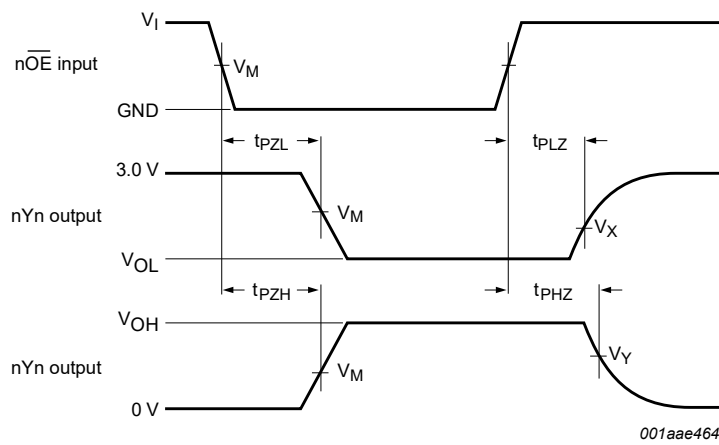 V_I
nO̅E̅ input
V_M
GND
t_PZL
t_PLZ
3.0 V
nYn output
V_M
V_X
V_OL
t_PZH
t_PHZ
V_OH
nYn output
V_M
V_Y
0 V
001aae464